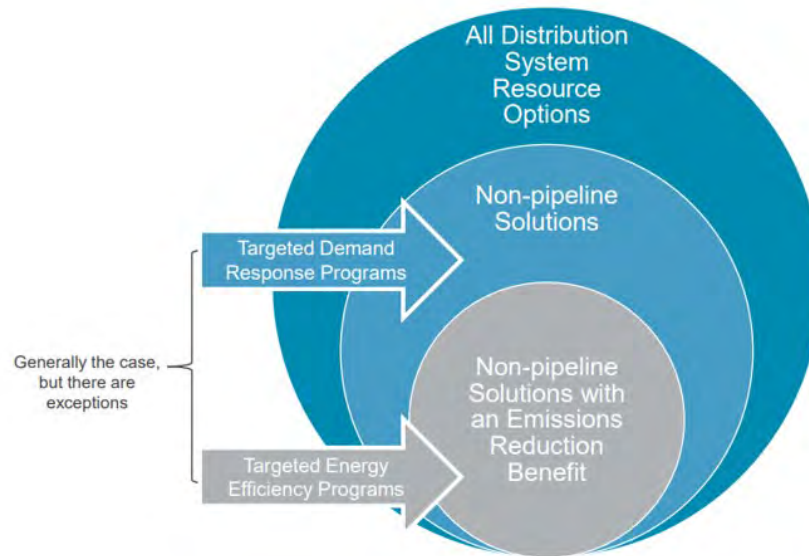 All Distribution
System
Resource
Options
Non-pipeline
Solutions
Targeted Demand
Response Programs
Generally the case,
but there are
exceptions
Non-pipeline
Solutions with
an Emissions
Reduction
Benefit
Targeted Energy
Efficiency Programs